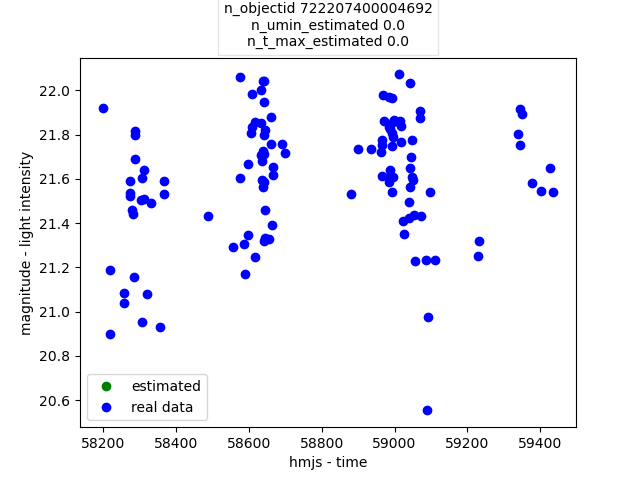 n_objectid 722207400004692
n_umin_estimated 0.0
n_t_max_estimated 0.0
magnitude - light intensity
22.0
21.8
21.6
21.4
21.2
21.0
20.8
20.6
estimated
real data
58200 58400 58600 58800 59000 59200 59400
hmjs - time